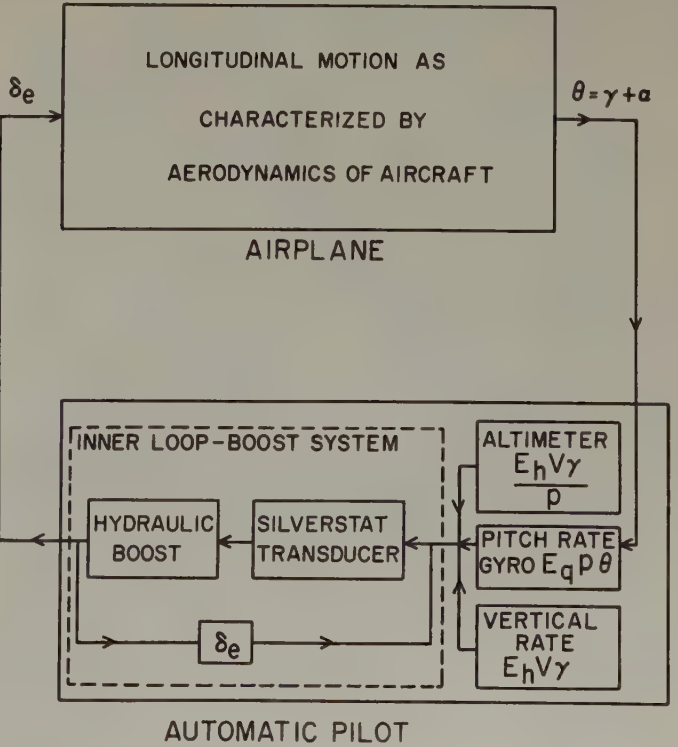 δe
LONGITUDINAL MOTION AS
CHARACTERIZED BY
AERODYNAMICS OF AIRCRAFT
θ = γ + α
AIRPLANE
INNER LOOP-BOOST SYSTEM
HYDRAULIC
BOOST
SILVERSTAT
TRANSDUCER
δe
ALTIMETER
EhVγ
p
PITCH RATE
GYRO Eq p θ
VERTICAL
RATE
EhVγ
AUTOMATIC PILOT